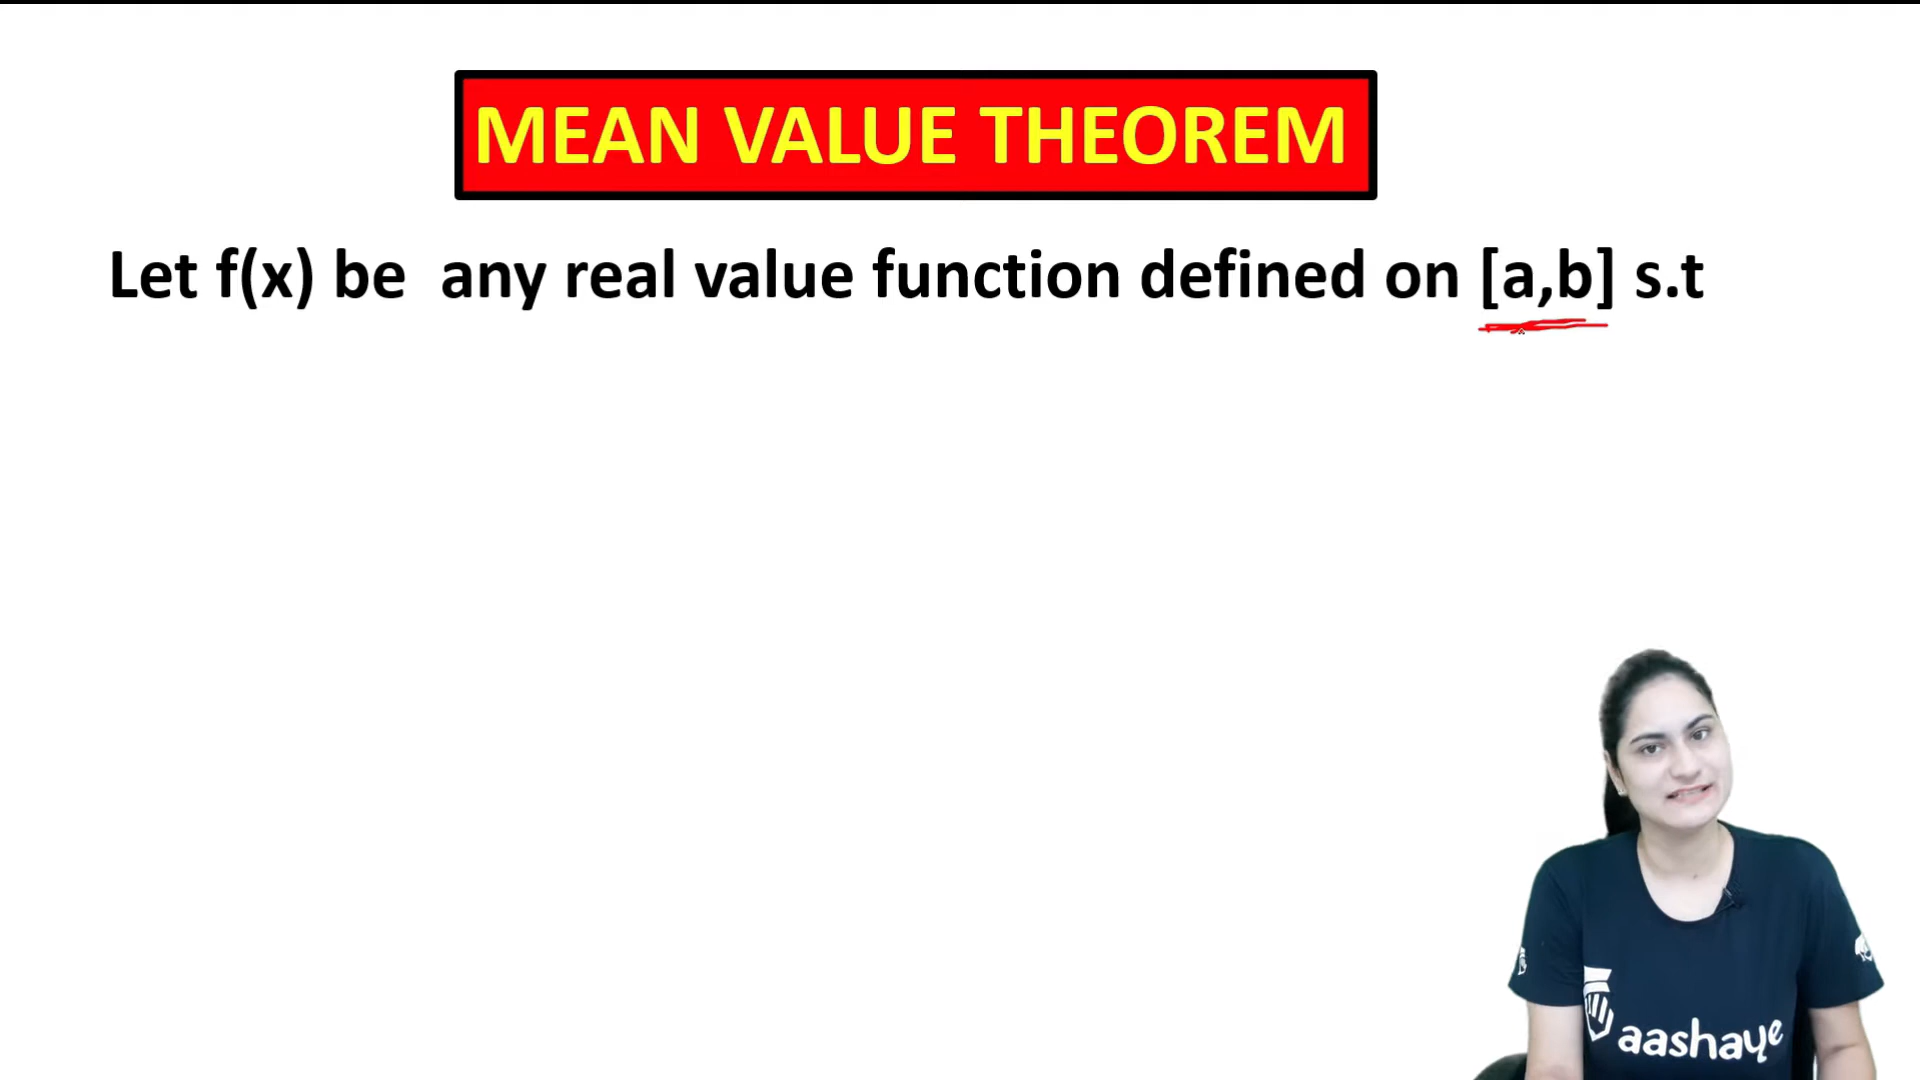 MEAN VALUE THEOREM
Let f(x) be any real value function defined on [a,b] s.t
aashaye